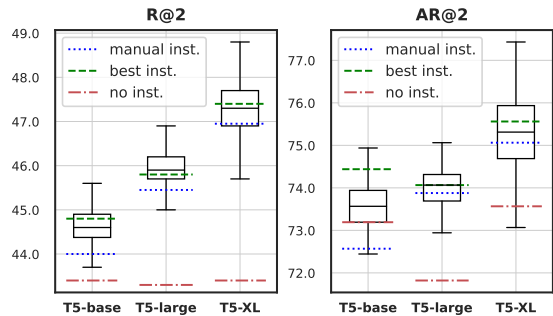 R@2
49.0
48.0
47.0
46.0
45.0
44.0
manual inst.
best inst.
no inst.
T5-base T5-large T5-XL
AR@2
77.0
76.0
75.0
74.0
73.0
72.0
manual inst.
best inst.
no inst.
T5-base T5-large T5-XL